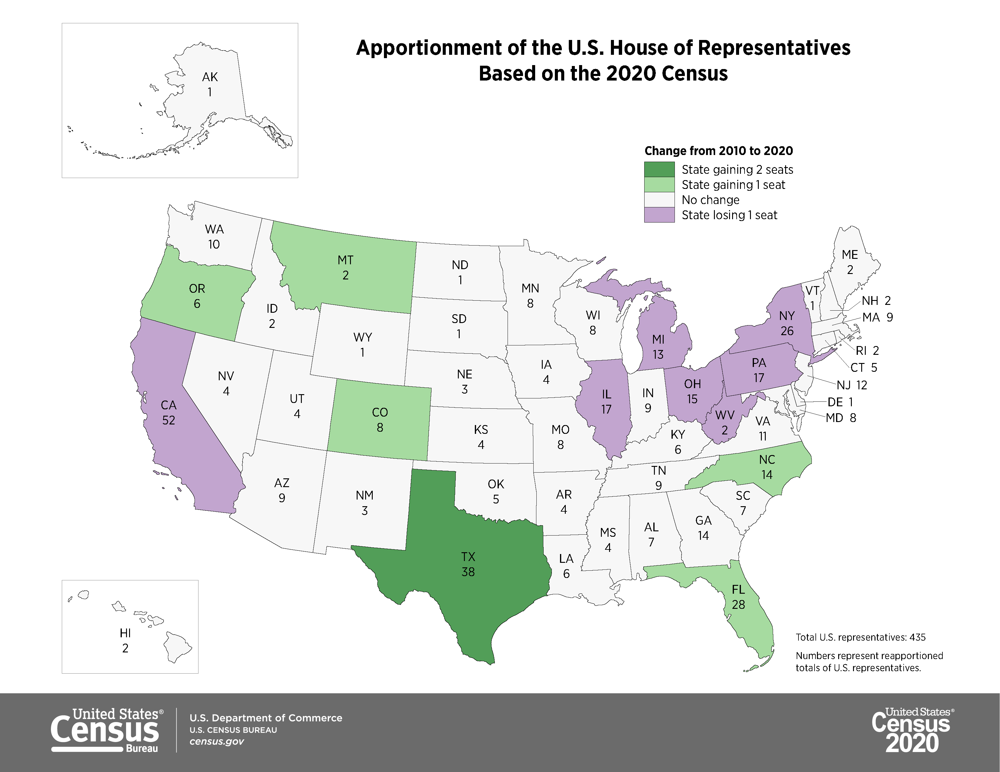 Apportionment of the U.S. House of Representatives
Based on the 2020 Census
AK
1
Change from 2010 to 2020
State gaining 2 seats
State gaining 1 seat
No change
State losing 1 seat
WA
10
OR
6
MT
2
ID
2
ND
1
MN
8
ME
2
VT
1
NH 2
MA 9
NY
26
WI
8
SD
1
WY
1
MI
13
RI 2
CT 5
PA
17
NJ 12
IA
4
NE
3
NV
4
UT
4
OH
15
IN
9
IL
17
DE 1
MD 8
CA
52
CO
8
WV
2
VA
11
KS
4
MO
8
KY
6
NC
14
TN
9
AZ
9
NM
3
OK
5
AR
4
SC
7
GA
14
AL
7
MS
4
LA
6
TX
38
FL
28
HI
2
Total U.S. representatives: 435
Numbers represent reapportioned
totals of U.S. representatives.
United States®
Census
Bureau
U.S. Department of Commerce
U.S. CENSUS BUREAU
census.gov
United States®
Census
2020